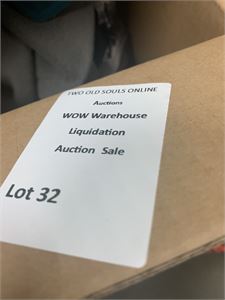 TWO OLD SOULS ONLINE
Auctions
WOW Warehouse
Liquidation
Auction Sale
Lot 32